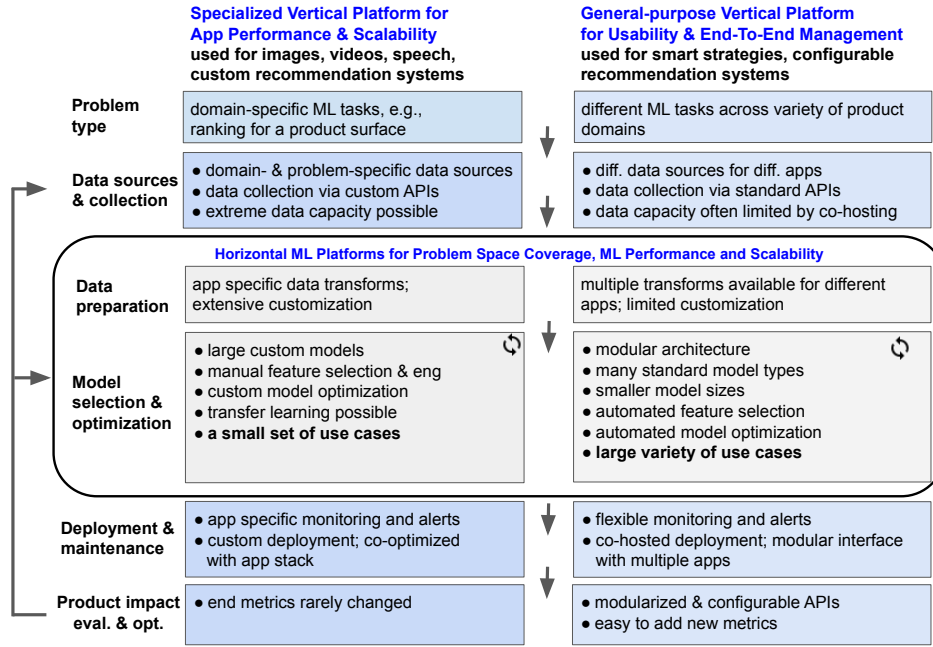 Specialized Vertical Platform for
App Performance & Scalability
used for images, videos, speech,
custom recommendation systems
General-purpose Vertical Platform
for Usability & End-To-End Management
used for smart strategies, configurable
recommendation systems
Problem
type
domain-specific ML tasks, e.g.,
ranking for a product surface
different ML tasks across variety of product
domains
Data sources
& collection
● domain- & problem-specific data sources
● data collection via custom APIs
● extreme data capacity possible
● diff. data sources for diff. apps
● data collection via standard APIs
● data capacity often limited by co-hosting
Horizontal ML Platforms for Problem Space Coverage, ML Performance and Scalability
Data
preparation
app specific data transforms;
extensive customization
multiple transforms available for different
apps; limited customization
Model
selection &
optimization
● large custom models
● manual feature selection & eng
● custom model optimization
● transfer learning possible
● a small set of use cases
● modular architecture
● many standard model types
● smaller model sizes
● automated feature selection
● automated model optimization
● large variety of use cases
Deployment &
maintenance
● app specific monitoring and alerts
● custom deployment; co-optimized
with app stack
● flexible monitoring and alerts
● co-hosted deployment; modular interface
with multiple apps
Product impact
eval. & opt.
● end metrics rarely changed
● modularized & configurable APIs
● easy to add new metrics